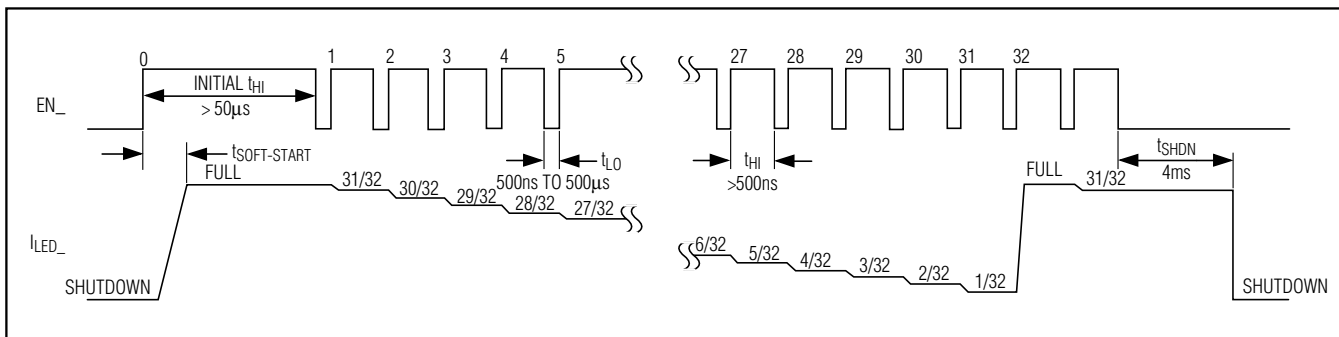 0 1 2 3 4 5 27 28 29 30 31 32
INITIAL tHI
> 50μs
EN_
tSOFT-START
FULL
31/32
30/32
29/32
28/32
27/32
500ns TO 500μs
tLO
tHI
>500ns
tSHDN
4ms
FULL
31/32
ILED_
6/32
5/32
4/32
3/32
2/32
1/32
SHUTDOWN
SHUTDOWN